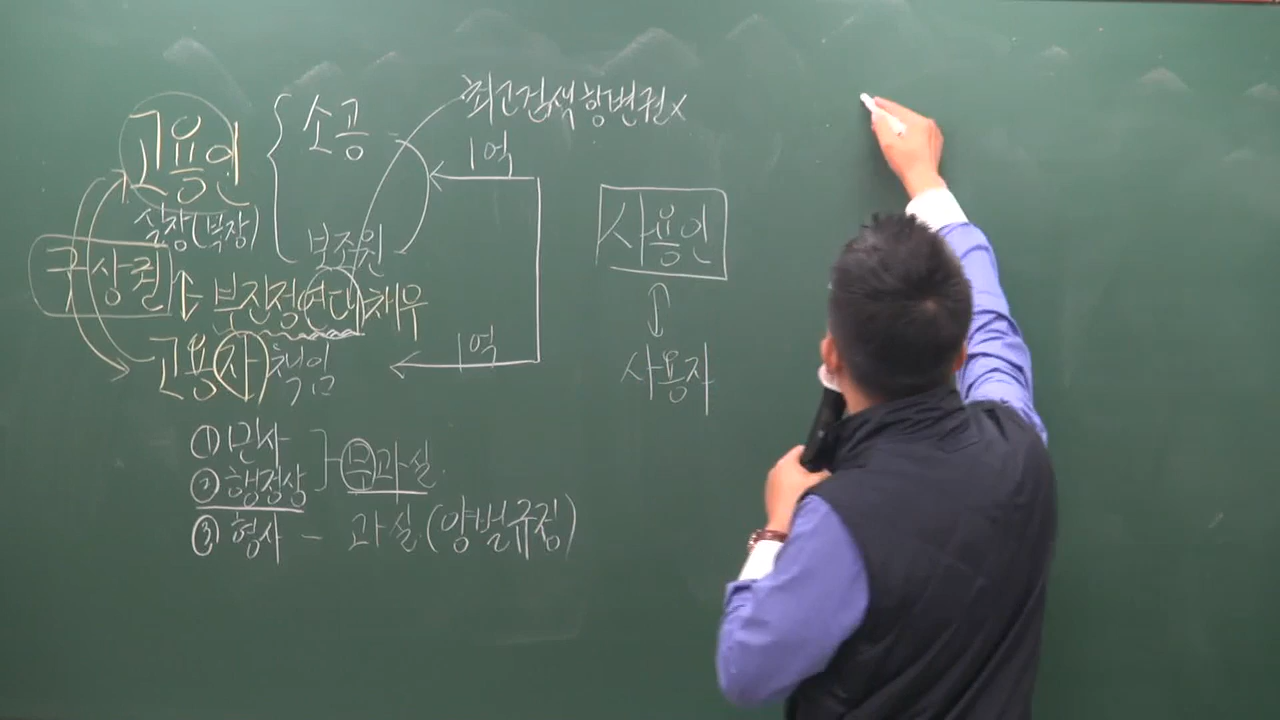 최고검색항변권x
고용인
소공
1억
실장(부장)
보조원
사용인
구상권
부진정연대채무
고용자책임
1억
사용자
① 민사
② 행정상
무과실
③ 형사 - 과실(양벌규정)